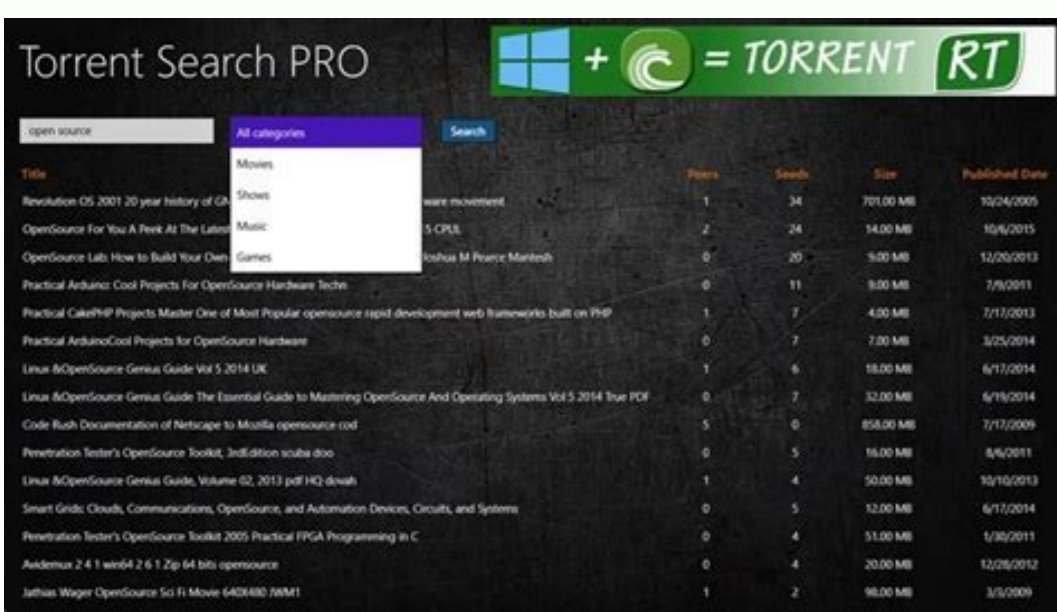 Torrent Search PRO
+ = TORRENT RT
open source All categories Search
Movies
Shows
Music
Games
Title Peers Seeds Size Published Date
Revolution OS 2001 20 year history of ware movement 1 34 701.00 MB 10/24/2005
OpenSource For You A Peek At The Latest 5 CPUL 2 24 14.00 MB 10/6/2015
OpenSource Lab: How to Build Your Own Joshua M Pearce Mantesh 0 20 9.00 MB 12/20/2013
Practical Arduino: Cool Projects For OpenSource Hardware Techn 0 11 9.00 MB 7/9/2011
Practical CakePHP Projects Master One of Most Popular opensource rapid development web frameworks built on PHP 1 7 4.00 MB 7/17/2013
Practical ArduinoCool Projects for OpenSource Hardware 0 7 7.00 MB 3/25/2014
Linux &OpenSource Genius Guide Vol 5 2014 UK 1 6 18.00 MB 6/17/2014
Linux &OpenSource Genius Guide The Essential Guide to Mastering OpenSource And Operating Systems Vol 5 2014 True PDF 0 7 32.00 MB 6/19/2014
Code Rush Documentation of Netscape to Mozilla opensource cod 5 0 858.00 MB 7/17/2009
Penetration Tester's OpenSource Toolkit, 3rdEdition scuba doo 0 5 16.00 MB 8/6/2011
Linux &OpenSource Genius Guide, Volume 02, 2013 pdf HQ dovah 1 4 50.00 MB 10/10/2013
Smart Grids: Clouds, Communications, OpenSource, and Automation Devices, Circuits, and Systems 0 5 12.00 MB 6/17/2014
Penetration Tester's OpenSource Toolkit 2005 Practical FPGA Programming in C 0 4 51.00 MB 1/30/2011
Avidemux 2 4 1 win64 2 6 1 Zip 64 bits opensource 0 4 20.00 MB 12/28/2012
Jathias Wager OpenSource Sci Fi Movie 640X480 JWM1 1 2 98.00 MB 3/3/2009